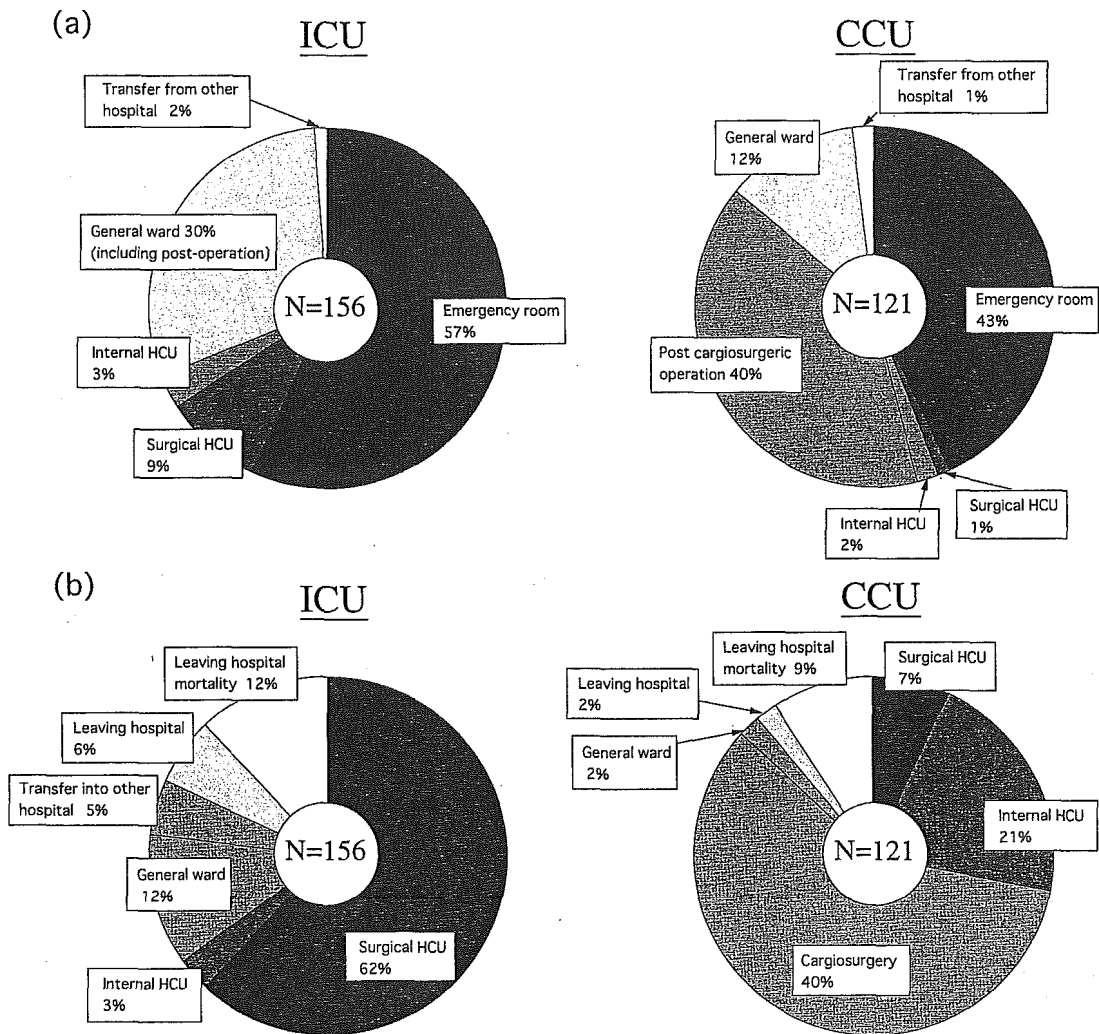 (a)
ICU
CCU
Transfer from other
hospital 2%
General ward 30%
(including post-operation)
Internal HCU
3%
Surgical HCU
9%
Emergency room
57%
N=156
Transfer from other
hospital 1%
General ward
12%
Post cargiosurgeric
operation 40%
Internal HCU
2%
Surgical HCU
1%
Emergency room
43%
N=121
(b)
ICU
CCU
Leaving hospital
mortality 12%
Leaving hospital
6%
Transfer into other
hospital 5%
General ward
12%
Internal HCU
3%
Surgical HCU
62%
N=156
Leaving hospital
mortality 9%
Leaving hospital
2%
General ward
2%
Surgical HCU
7%
Internal HCU
21%
Cargiosurgery
40%
N=121